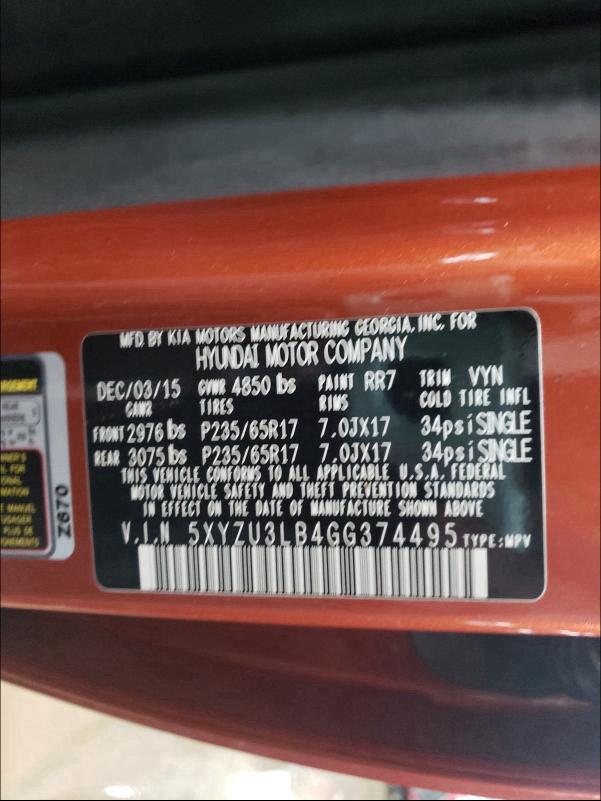 MFD. BY KIA MOTORS MANUFACTURING GEORGIA, INC. FOR
HYUNDAI MOTOR COMPANY
DEC/03/15 GVWR 4850 lbs PAINT RR7 TRIM VYN
GAWR TIRES RIMS COLD TIRE INFL
FRONT 2976 lbs P235/65R17 7.0JX17 34psi SINGLE
REAR 3075 lbs P235/65R17 7.0JX17 34psi SINGLE
THIS VEHICLE CONFORMS TO ALL APPLICABLE U.S.A. FEDERAL
MOTOR VEHICLE SAFETY AND THEFT PREVENTION STANDARDS
IN EFFECT ON THE DATE OF MANUFACTURE SHOWN ABOVE
V.I.N 5XYZU3LB4GG374495 TYPE:MPV
Z670